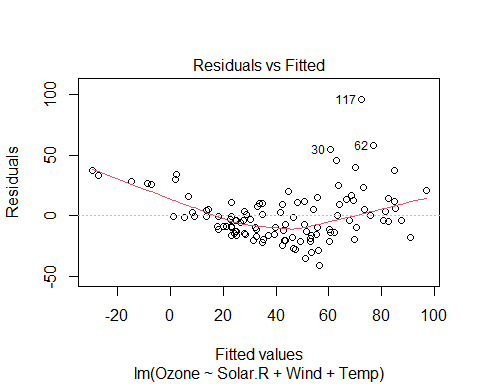 Residuals vs Fitted
Residuals
100
50
0
-50
117
30
62
-20 0 20 40 60 80 100
Fitted values
lm(Ozone ~ Solar.R + Wind + Temp)